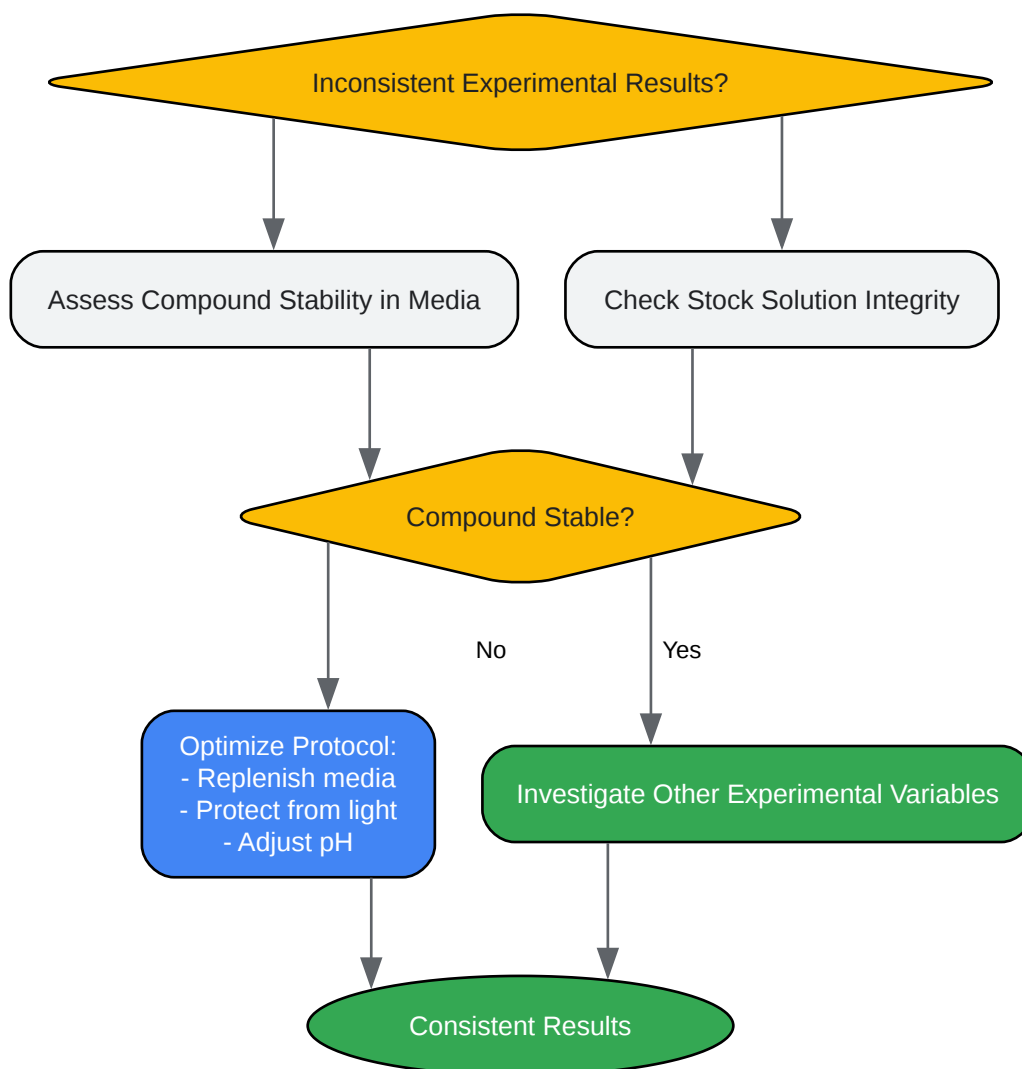 Inconsistent Experimental Results?
Assess Compound Stability in Media
Check Stock Solution Integrity
Compound Stable?
No
Yes
Optimize Protocol:
- Replenish media
- Protect from light
- Adjust pH
Investigate Other Experimental Variables
Consistent Results